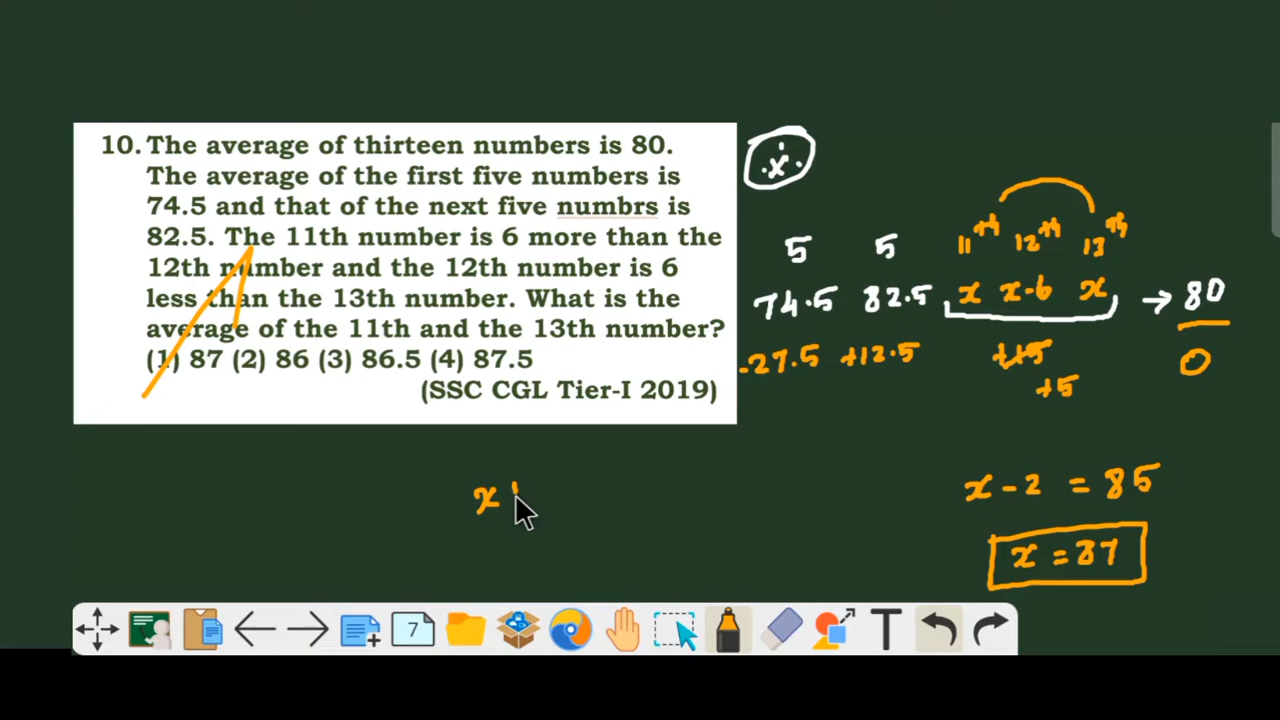 10. The average of thirteen numbers is 80.
The average of the first five numbers is
74.5 and that of the next five numbrs is
82.5. The 11th number is 6 more than the
12th number and the 12th number is 6
less than the 13th number. What is the
average of the 11th and the 13th number?
(1) 87 (2) 86 (3) 86.5 (4) 87.5
(SSC CGL Tier-I 2019)
x
5 5 11th 12th 13th
74.5 82.5 x x-6 x → 80
-27.5 +12.5 +15 0
+5
x - 2 = 85
x = 87
x
7
T